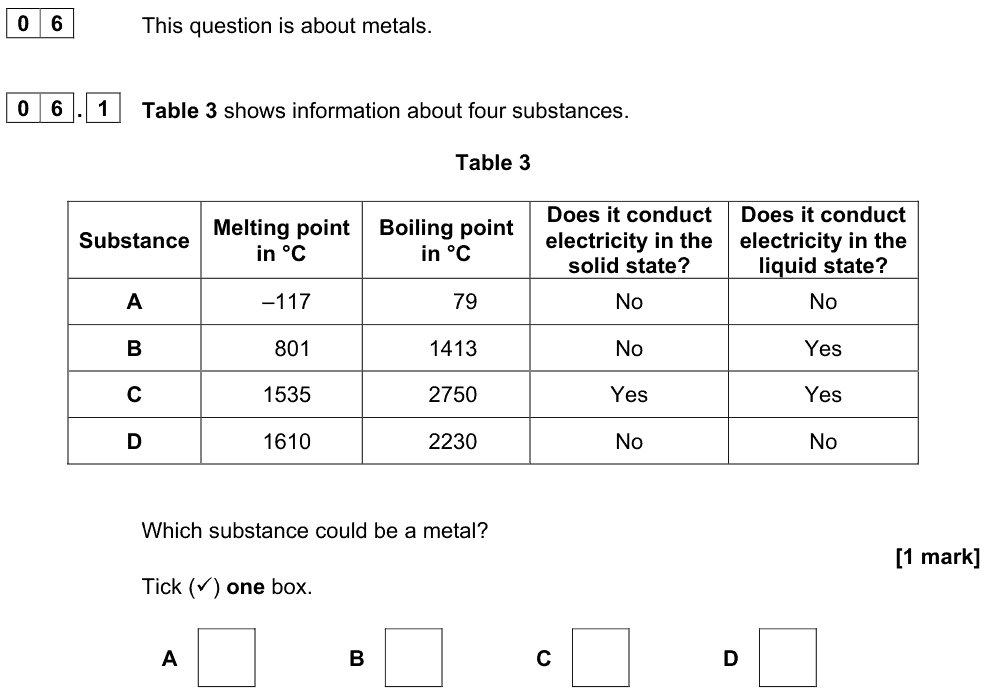 0 6 This question is about metals.
0 6 . 1 Table 3 shows information about four substances.
Table 3
Substance Melting point in °C Boiling point in °C Does it conduct electricity in the solid state? Does it conduct electricity in the liquid state?
A –117 79 No No
B 801 1413 No Yes
C 1535 2750 Yes Yes
D 1610 2230 No No
Which substance could be a metal?
[1 mark]
Tick (✓) one box.
A B C D